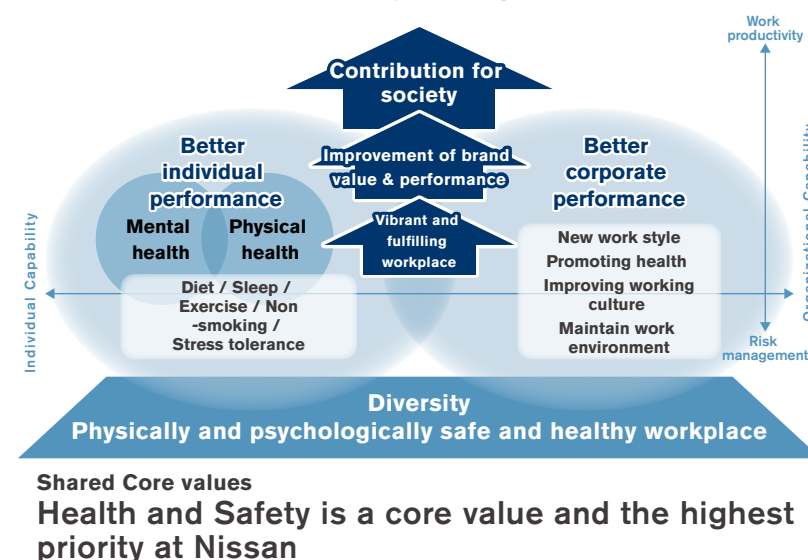 Work
productivity
Contribution for
society
Better
individual
performance
Improvement of brand
value & performance
Better
corporate
performance
Mental
health
Physical
health
Vibrant and
fulfilling
workplace
New work style
Promoting health
Improving working
culture
Maintain work
environment
Diet / Sleep /
Exercise / Non
-smoking /
Stress tolerance
Individual Capability
Organizational Capability
Risk
management
Diversity
Physically and psychologically safe and healthy workplace
Shared Core values
Health and Safety is a core value and the highest
priority at Nissan